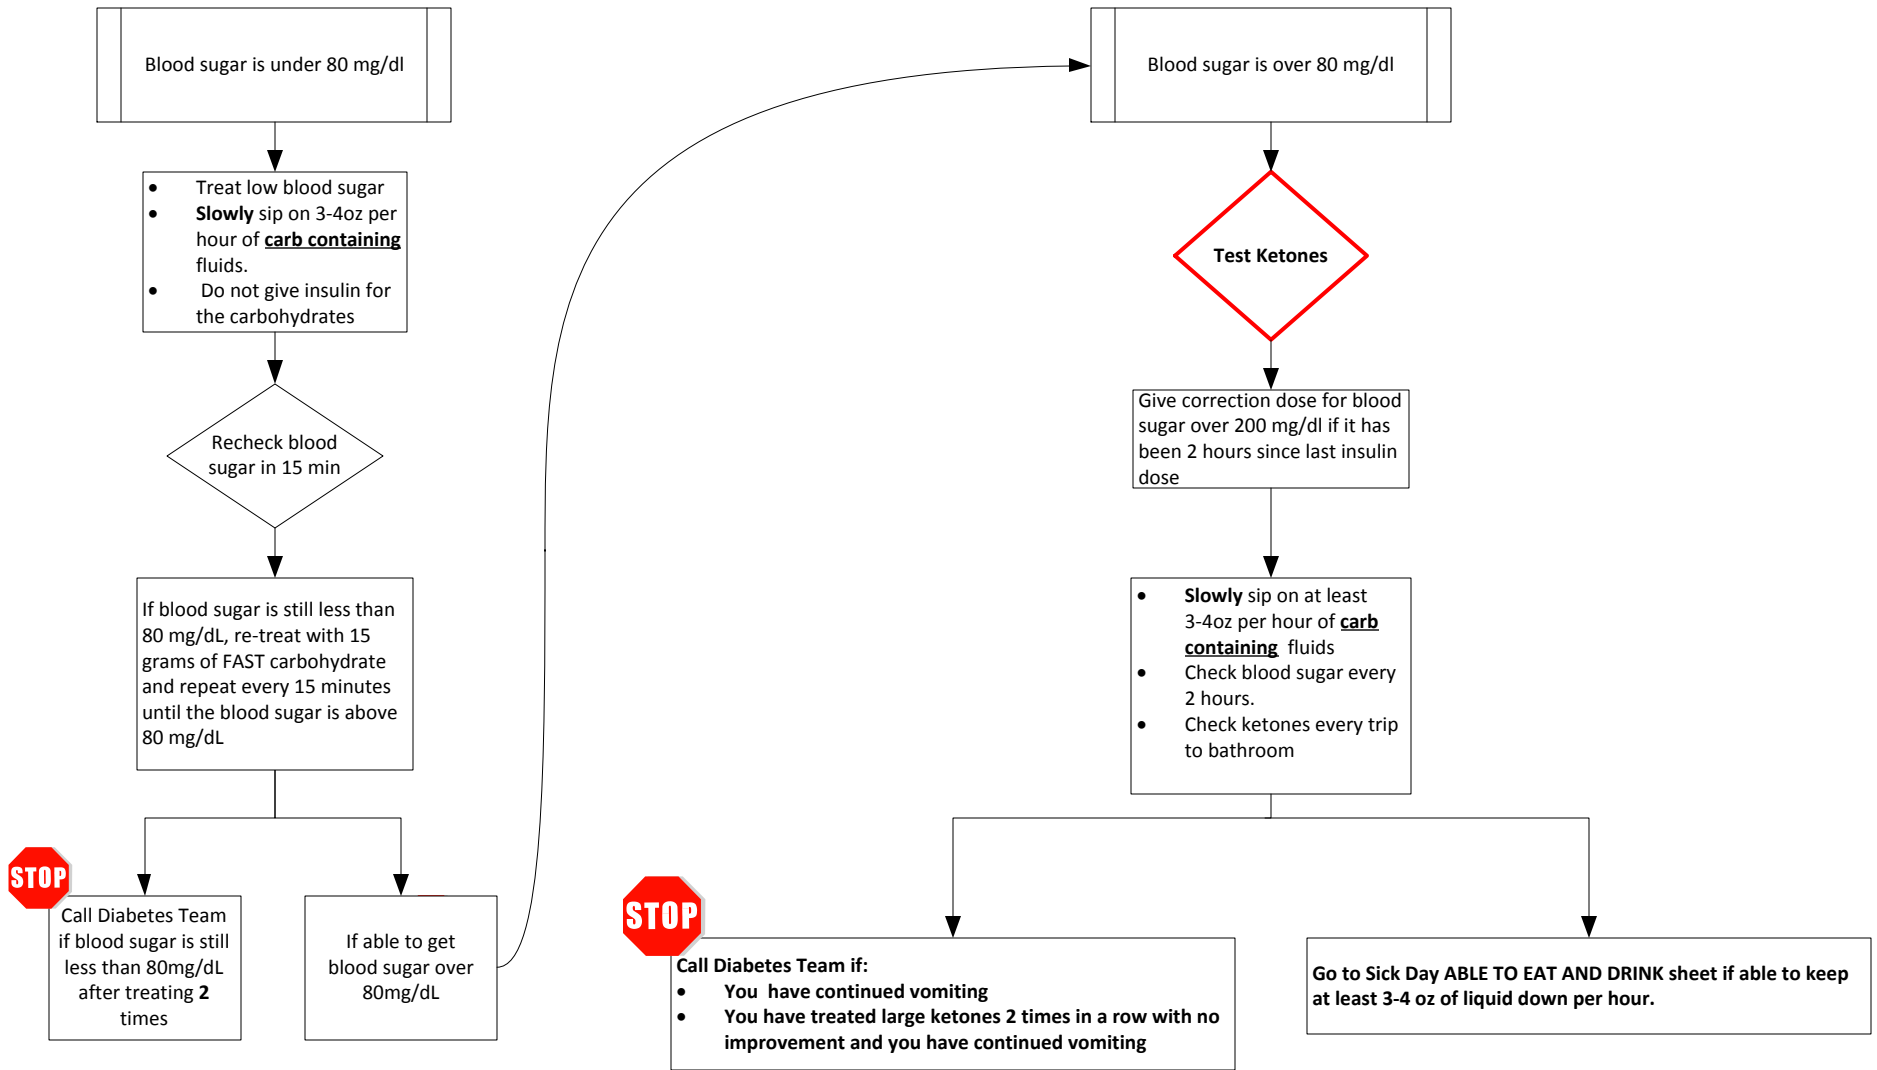 Blood sugar is under 80 mg/dl
• Treat low blood sugar
• Slowly sip on 3-4oz per
hour of carb containing
fluids.
• Do not give insulin for
the carbohydrates
Recheck blood
sugar in 15 min
If blood sugar is still less than
80 mg/dL, re-treat with 15
grams of FAST carbohydrate
and repeat every 15 minutes
until the blood sugar is above
80 mg/dL
STOP
Call Diabetes Team
if blood sugar is still
less than 80mg/dL
after treating 2
times
If able to get
blood sugar over
80mg/dL
Blood sugar is over 80 mg/dl
Test Ketones
Give correction dose for blood
sugar over 200 mg/dl if it has
been 2 hours since last insulin
dose
• Slowly sip on at least
3-4oz per hour of carb
containing fluids
• Check blood sugar every
2 hours.
• Check ketones every trip
to bathroom
STOP
Call Diabetes Team if:
• You have continued vomiting
• You have treated large ketones 2 times in a row with no
improvement and you have continued vomiting
Go to Sick Day ABLE TO EAT AND DRINK sheet if able to keep
at least 3-4 oz of liquid down per hour.